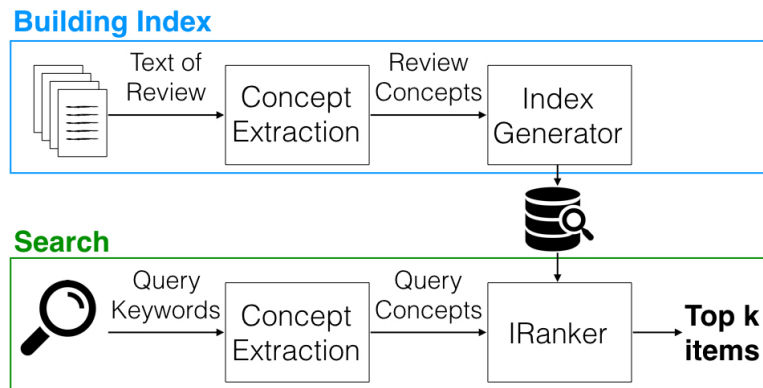 Building Index
Text of
Review
Concept
Extraction
Review
Concepts
Index
Generator
Search
Query
Keywords
Concept
Extraction
Query
Concepts
IRanker
Top k
items